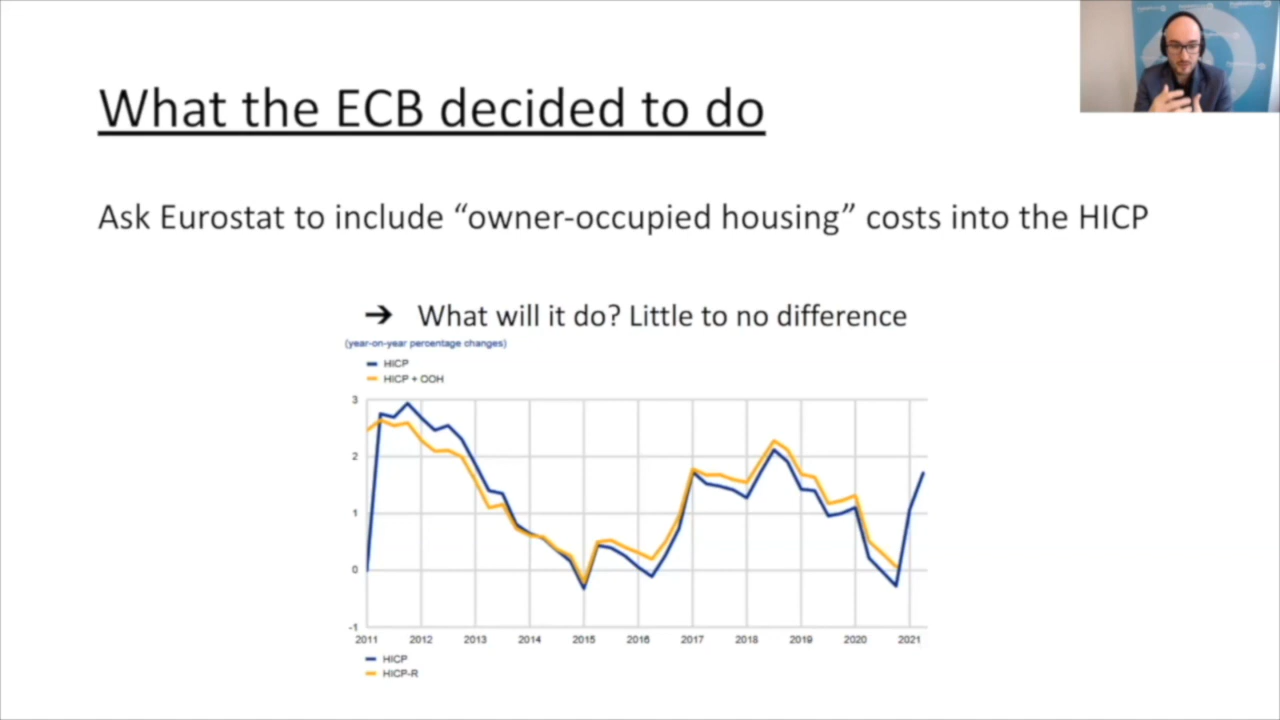 What the ECB decided to do
Ask Eurostat to include “owner-occupied housing” costs into the HICP
➔ What will it do? Little to no difference
(year-on-year percentage changes)
HICP
HICP + OOH
3
2
1
0
-1
2011 2012 2013 2014 2015 2016 2017 2018 2019 2020 2021
HICP
HICP-R